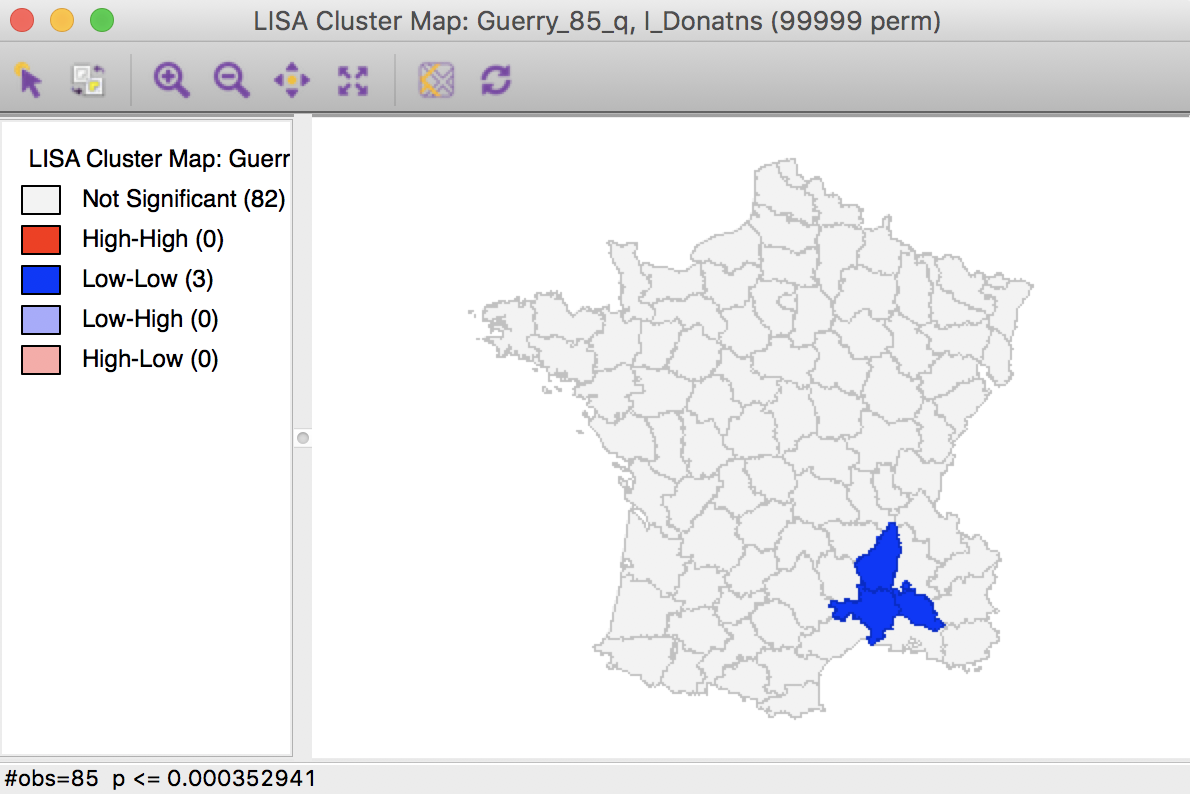 LISA Cluster Map: Guerry_85_q, I_Donatns (99999 perm)
LISA Cluster Map: Guerr
Not Significant (82)
High-High (0)
Low-Low (3)
Low-High (0)
High-Low (0)
#obs=85 p <= 0.000352941